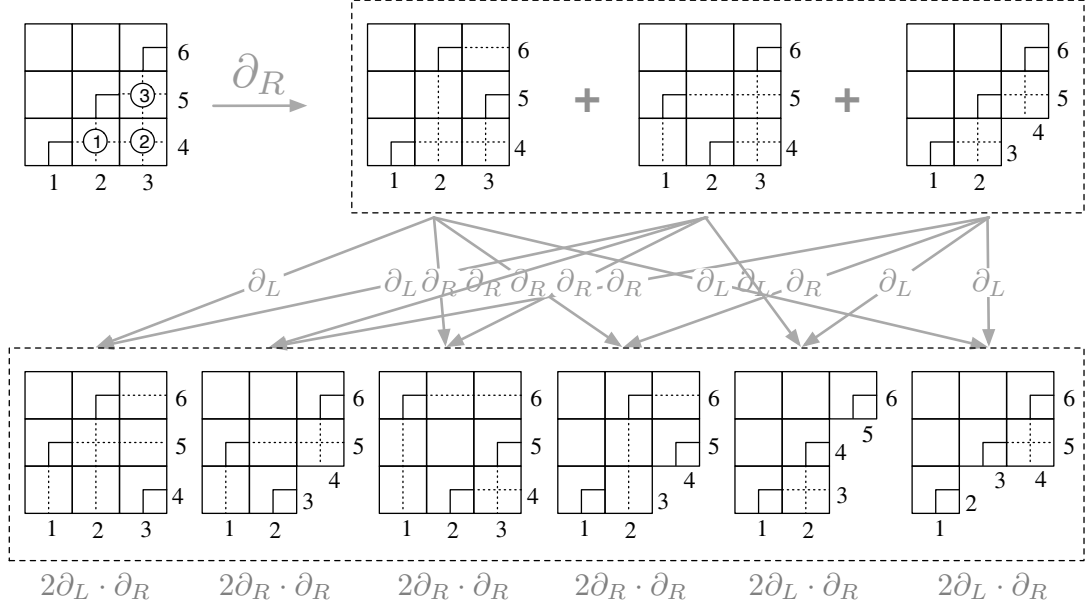 6 6 6 6
3 5 5 5 5
∂_R + +
1 2 4 4 4 4
3
1 2 3 1 2 3 1 2 3 1 2
∂_L ∂_L ∂_R ∂_R ∂_R ∂_R ∂_R ∂_L ∂_L ∂_R ∂_L ∂_L
6 6 6 6 6 6
5 5 5 5 5 5
4 4 4 4 4 3 4
4 3 3 3 2
1 2 3 1 2 1 2 3 1 2 1 2 1
2∂_L · ∂_R 2∂_R · ∂_R 2∂_R · ∂_R 2∂_R · ∂_R 2∂_L · ∂_R 2∂_L · ∂_R